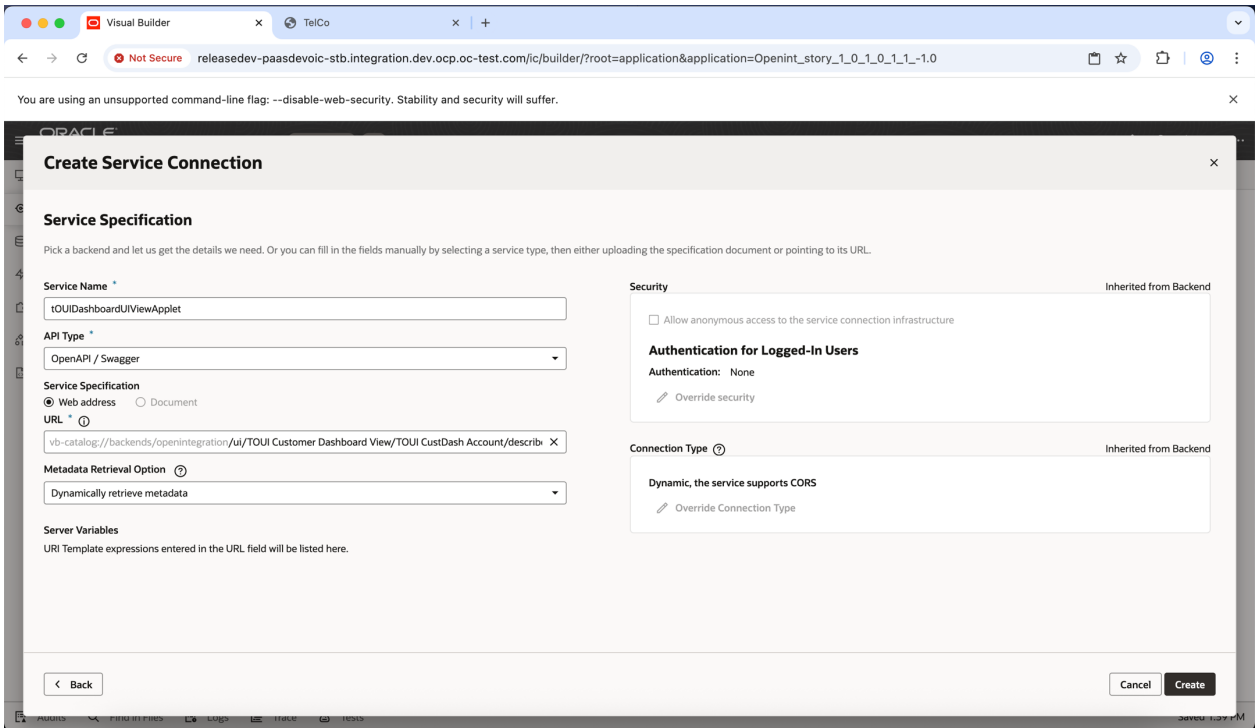 Visual Builder
TelCo
Not Secure releasedev-paasdevoic-stb.integration.dev.ocp.oc-test.com/ic/builder/?root=application&application=Openint_story_1_0_1_0_1_1_-1.0
You are using an unsupported command-line flag: --disable-web-security. Stability and security will suffer.
ORACLE
Create Service Connection
Service Specification
Pick a backend and let us get the details we need. Or you can fill in the fields manually by selecting a service type, then either uploading the specification document or pointing to its URL.
Service Name *
tOUIDashboardUIViewApplet
API Type *
OpenAPI / Swagger
Service Specification
Web address
Document
URL *
vb-catalog://backends/openintegration/ui/TOUI Customer Dashboard View/TOUI CustDash Account/describe
Metadata Retrieval Option
Dynamically retrieve metadata
Server Variables
URI Template expressions entered in the URL field will be listed here.
Security
Inherited from Backend
Allow anonymous access to the service connection infrastructure
Authentication for Logged-In Users
Authentication: None
Override security
Connection Type
Inherited from Backend
Dynamic, the service supports CORS
Override Connection Type
Back
Cancel
Create
Audits
Find in Files
Logs
Trace
Tests
Saved 1:59 PM